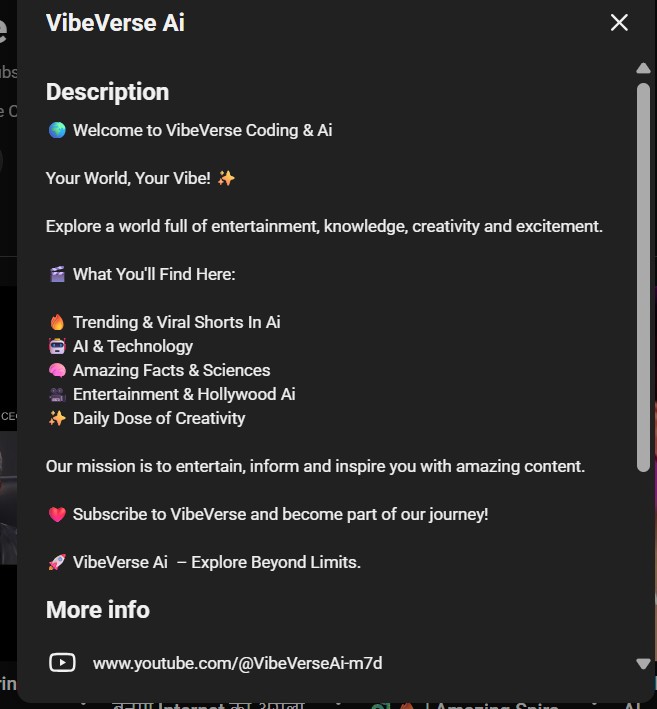 VibeVerse Ai
Description
🌍 Welcome to VibeVerse Coding & Ai
Your World, Your Vibe! ✨
Explore a world full of entertainment, knowledge, creativity and excitement.
🎬 What You'll Find Here:
🔥 Trending & Viral Shorts In Ai
🤖 AI & Technology
🧠 Amazing Facts & Sciences
🎥 Entertainment & Hollywood Ai
✨ Daily Dose of Creativity
Our mission is to entertain, inform and inspire you with amazing content.
❤️ Subscribe to VibeVerse and become part of our journey!
🚀 VibeVerse Ai – Explore Beyond Limits.
More info
www.youtube.com/@VibeVerseAi-m7d